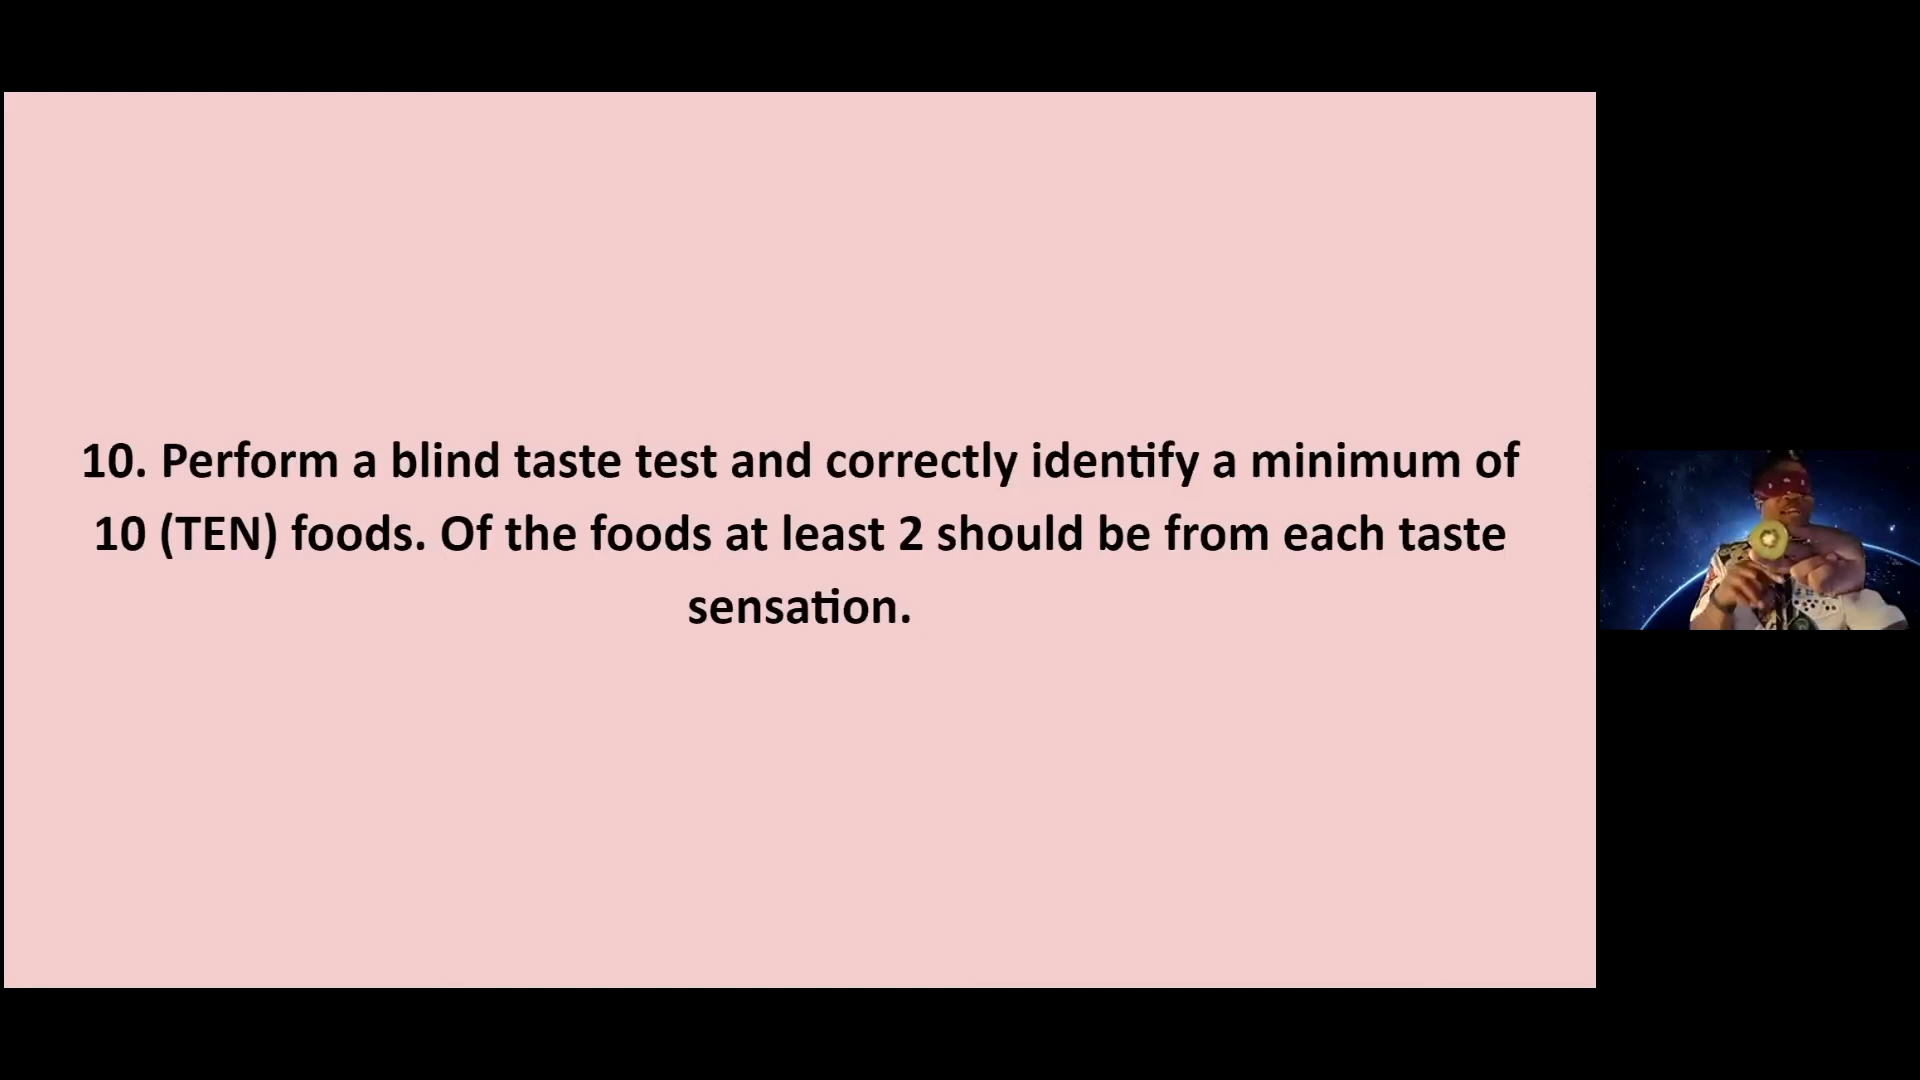 10. Perform a blind taste test and correctly identify a minimum of
10 (TEN) foods. Of the foods at least 2 should be from each taste
sensation.